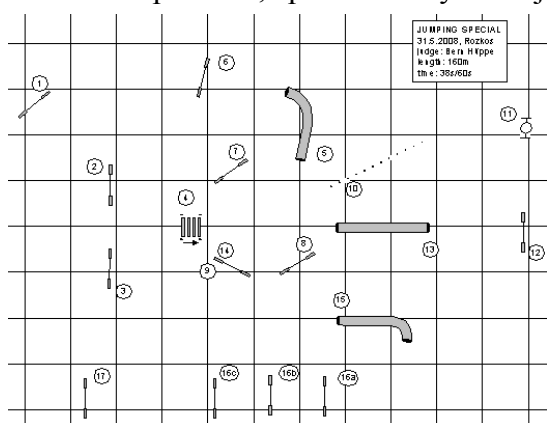 JUMPING SPECIAL
31.5.2008, Rozkos
judge: Bern Hüppe
length: 160m
time: 38s/60s
1
6
11
2
7
5
4
10
14
8
13
12
9
3
15
17
16c
16b
16a